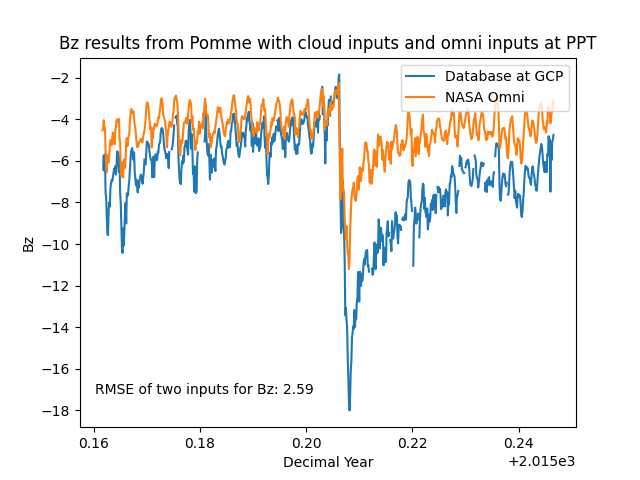 Bz results from Pomme with cloud inputs and omni inputs at PPT
Database at GCP
NASA Omni
−2
−4
−6
−8
−10
−12
−14
−16
−18
Bz
RMSE of two inputs for Bz: 2.59
0.16 0.18 0.20 0.22 0.24
Decimal Year
+2.015e3